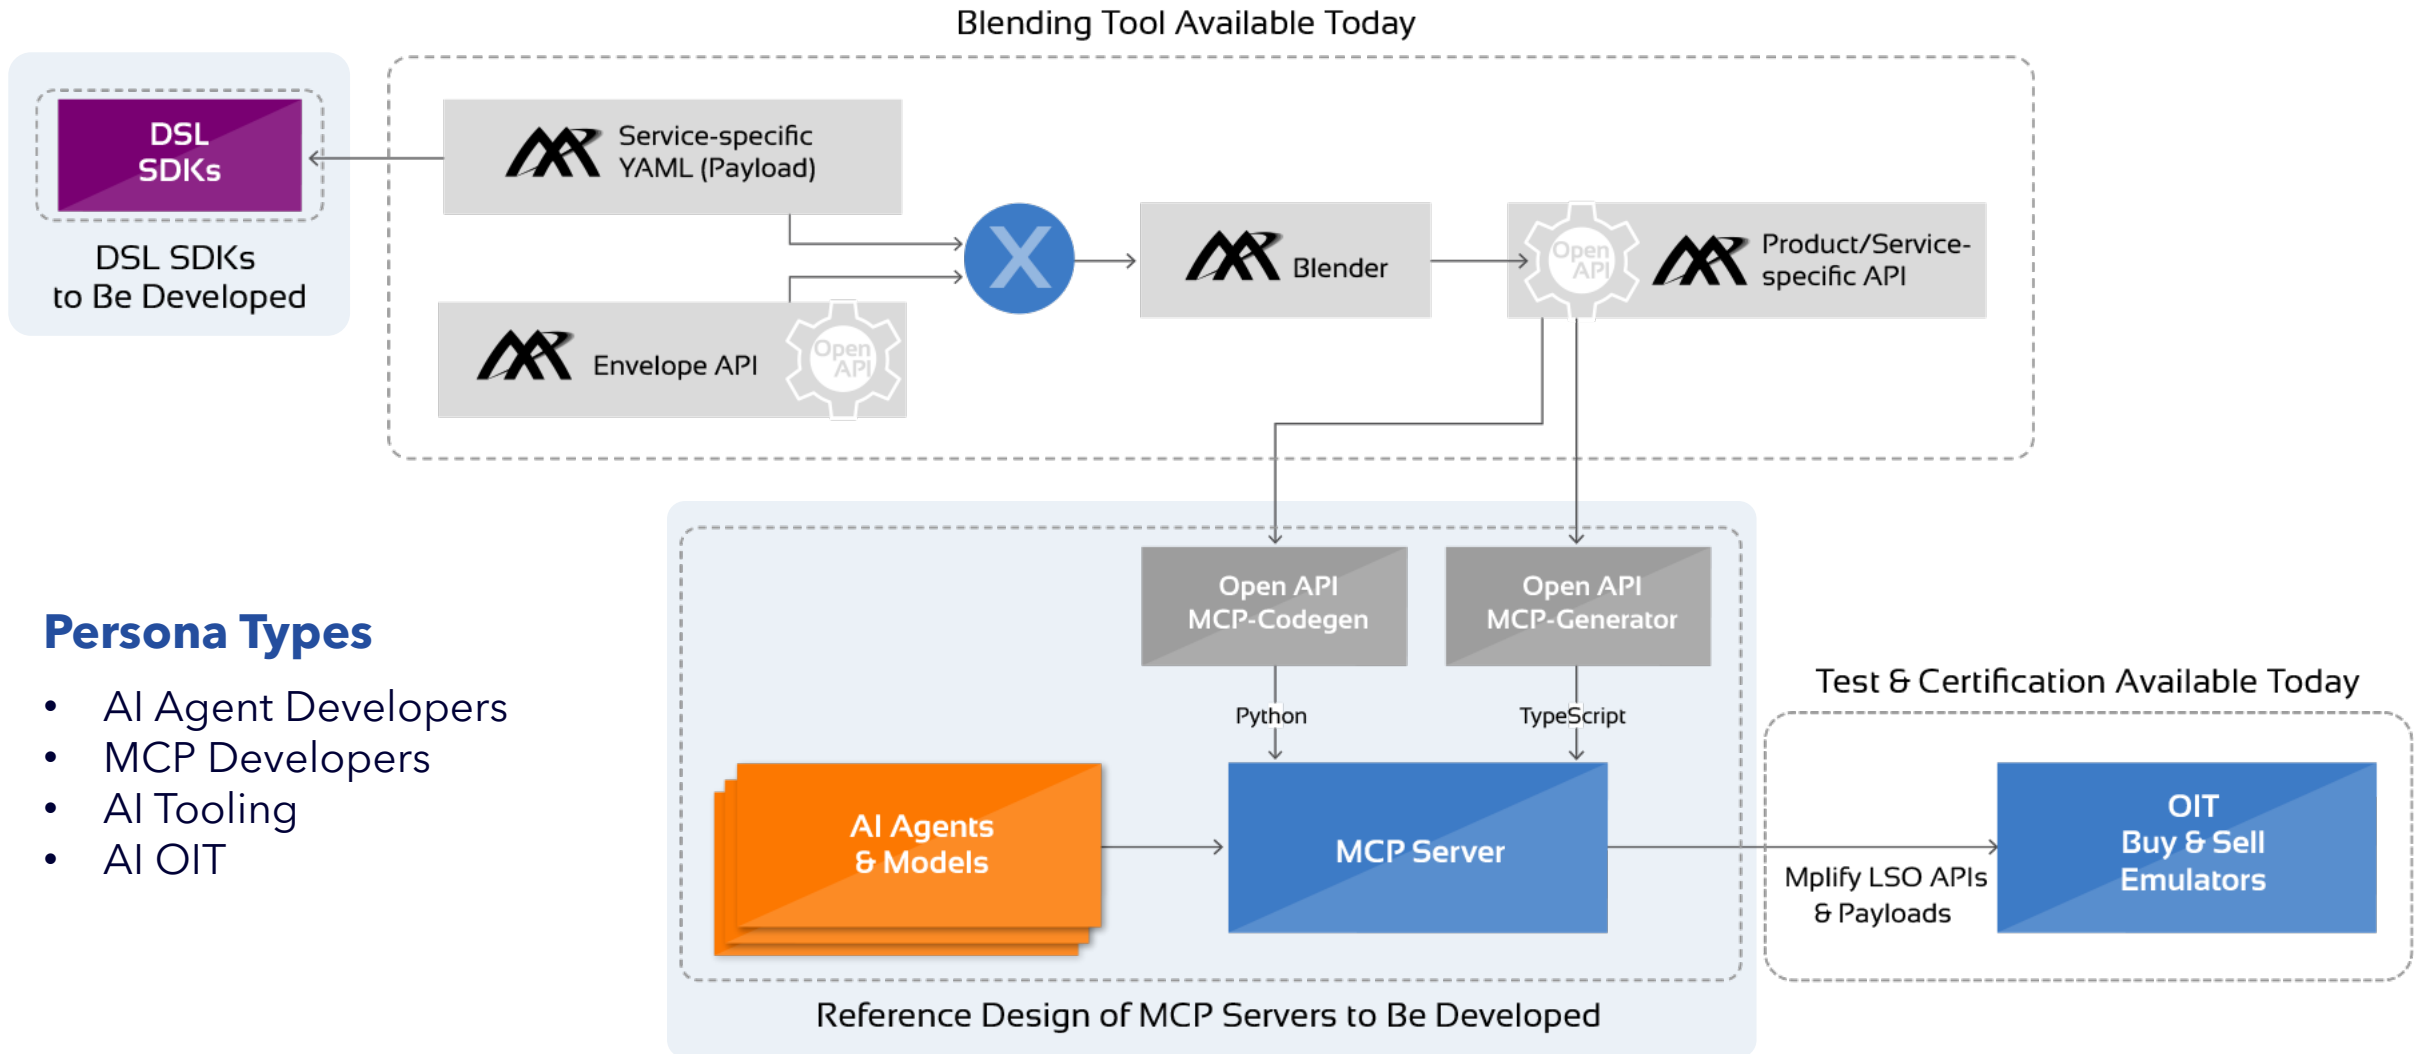 Blending Tool Available Today
DSL
SDKs
DSL SDKs
to Be Developed
Service-specific
YAML (Payload)
Envelope API
Open
API
X
Blender
Open
API
Product/Service-
specific API
Persona Types
• AI Agent Developers
• MCP Developers
• AI Tooling
• AI OIT
Open API
MCP-Codegen
Open API
MCP-Generator
Python
TypeScript
AI Agents
& Models
MCP Server
Reference Design of MCP Servers to Be Developed
Test & Certification Available Today
Mplify LSO APIs
& Payloads
OIT
Buy & Sell
Emulators